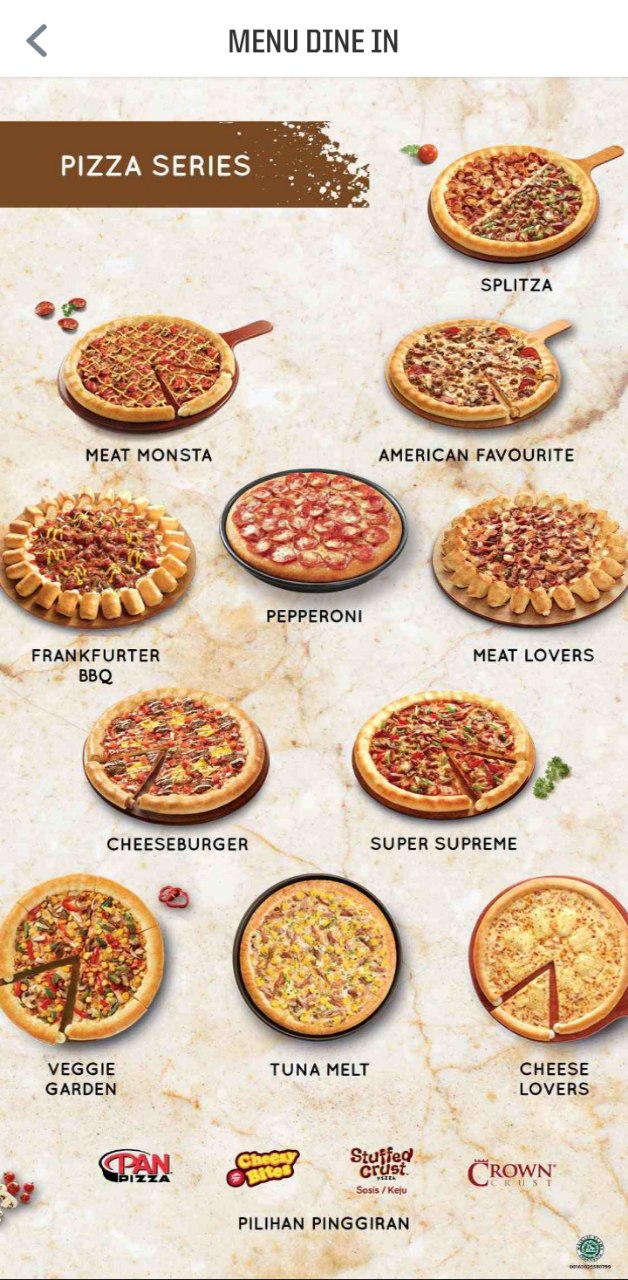 MENU DINE IN
PIZZA SERIES
SPLITZA
MEAT MONSTA
AMERICAN FAVOURITE
PEPPERONI
FRANKFURTER
BBQ
MEAT LOVERS
CHEESEBURGER
SUPER SUPREME
VEGGIE
GARDEN
TUNA MELT
CHEESE
LOVERS
PAN
PIZZA
Cheesy
Bites
Stuffed
Crust
PIZZA
Sosis / Keju
CROWN
CRUST
PILIHAN PINGGIRAN